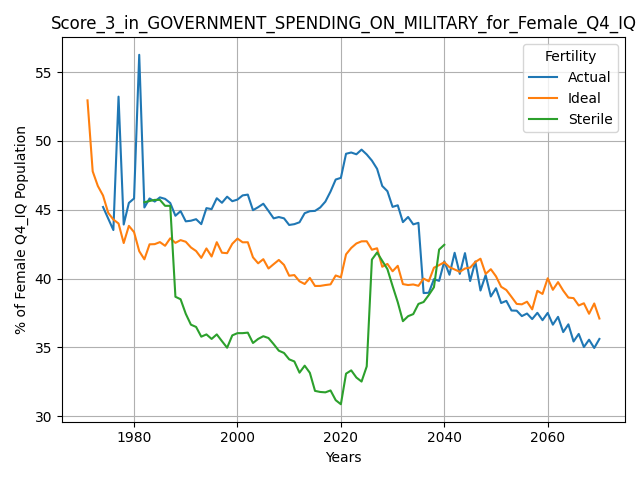 Score_3_in_GOVERNMENT_SPENDING_ON_MILITARY_for_Female_Q4_IQ
% of Female Q4_IQ Population
55
50
45
40
35
30
Fertility
Actual
Ideal
Sterile
1980
2000
2020
2040
2060
Years